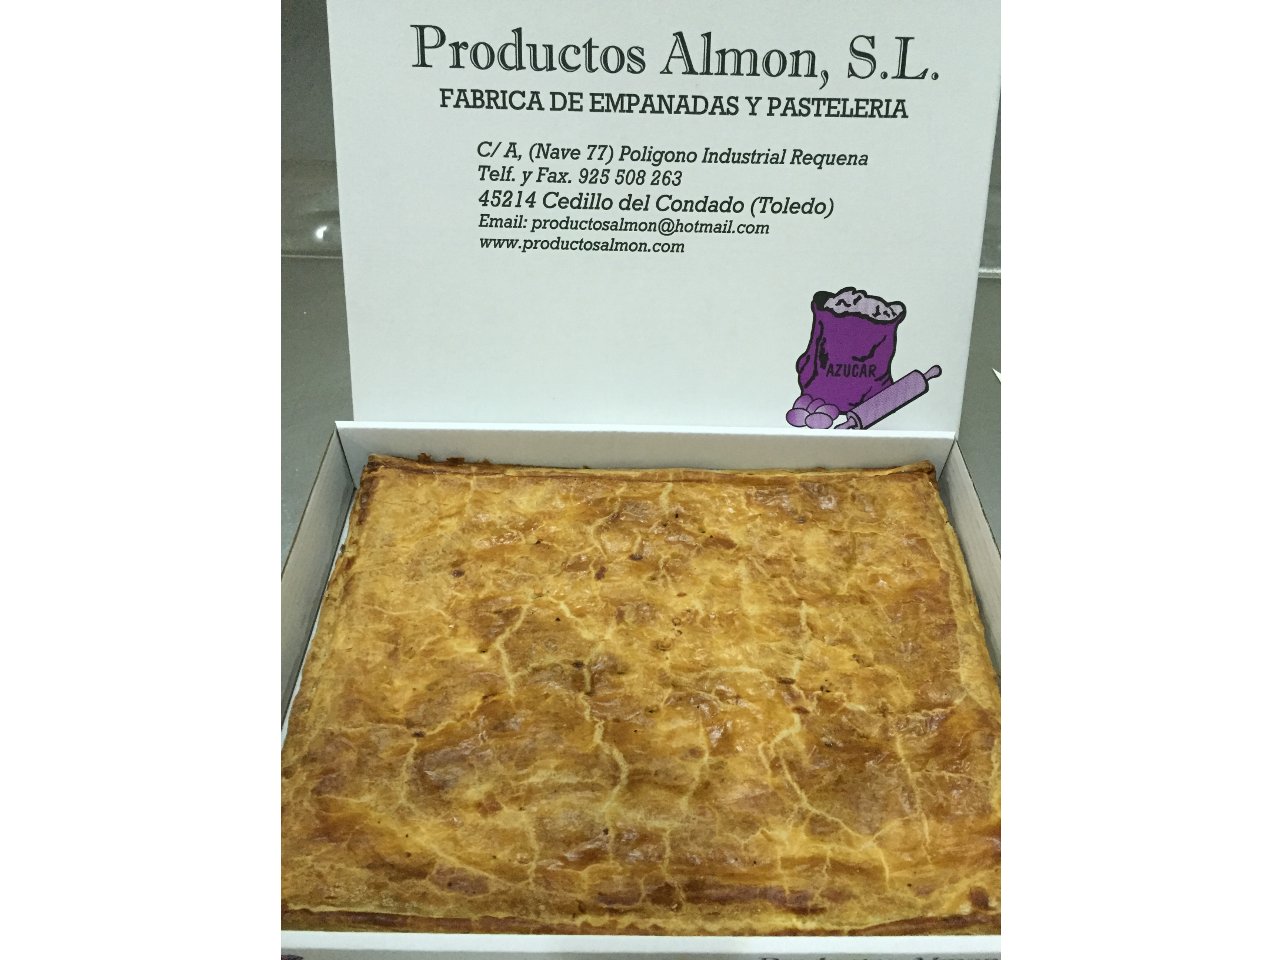 Productos Almon, S.L.
FABRICA DE EMPANADAS Y PASTELERIA
C/ A, (Nave 77) Poligono Industrial Requena
Telf. y Fax. 925 508 263
45214 Cedillo del Condado (Toledo)
Email: productosalmon@hotmail.com
www.productosalmon.com
AZUCAR